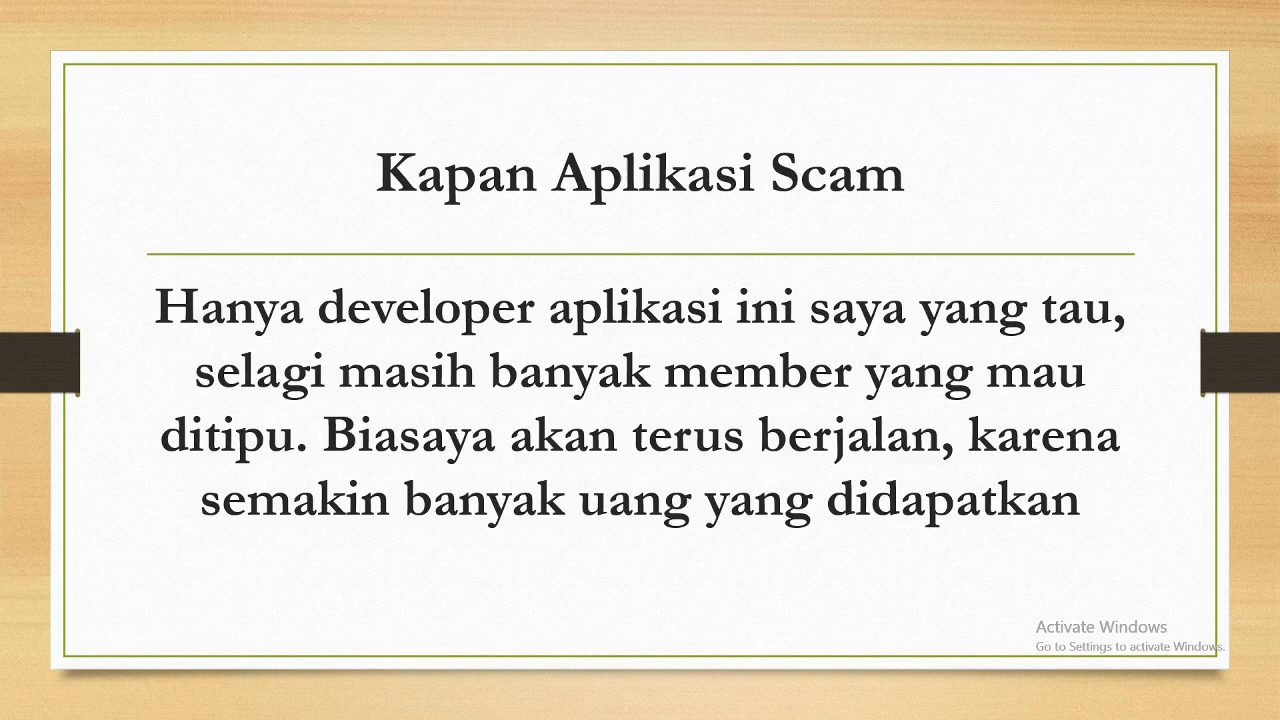 Kapan Aplikasi Scam
Hanya developer aplikasi ini saya yang tau,
selagi masih banyak member yang mau
ditipu. Biasaya akan terus berjalan, karena
semakin banyak uang yang didapatkan
Activate Windows
Go to Settings to activate Windows.